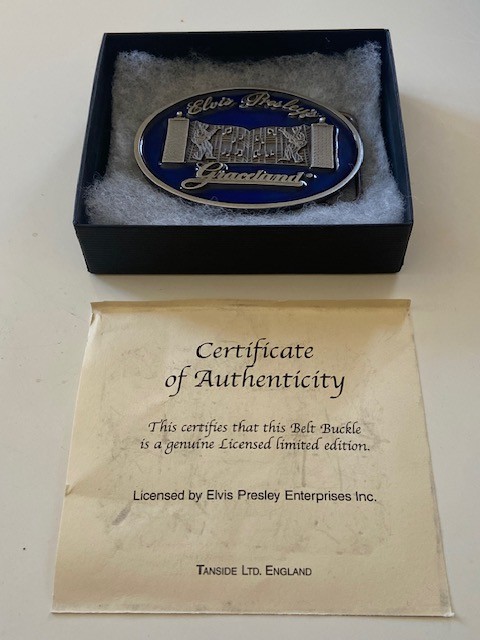 Elvis Presley's
Graceland
Certificate
of Authenticity
This certifies that this Belt Buckle
is a genuine Licensed limited edition.
Licensed by Elvis Presley Enterprises Inc.
TANSIDE LTD. ENGLAND